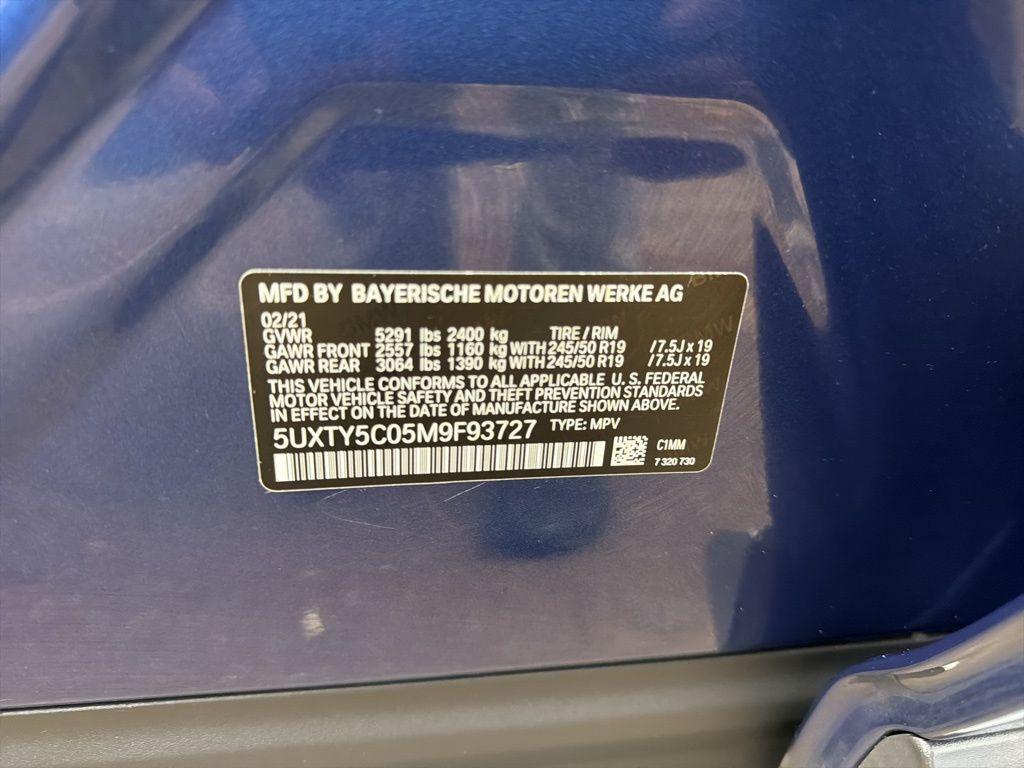 MFD BY BAYERISCHE MOTOREN WERKE AG
02/21
GVWR 5291 lbs 2400 kg TIRE / RIM
GAWR FRONT 2557 lbs 1160 kg WITH 245/50 R19 / 7.5J x 19
GAWR REAR 3064 lbs 1390 kg WITH 245/50 R19 / 7.5J x 19
THIS VEHICLE CONFORMS TO ALL APPLICABLE U. S. FEDERAL
MOTOR VEHICLE SAFETY AND THEFT PREVENTION STANDARDS
IN EFFECT ON THE DATE OF MANUFACTURE SHOWN ABOVE.
5UXTY5C05M9F93727 TYPE: MPV
C1MM
7 320 730